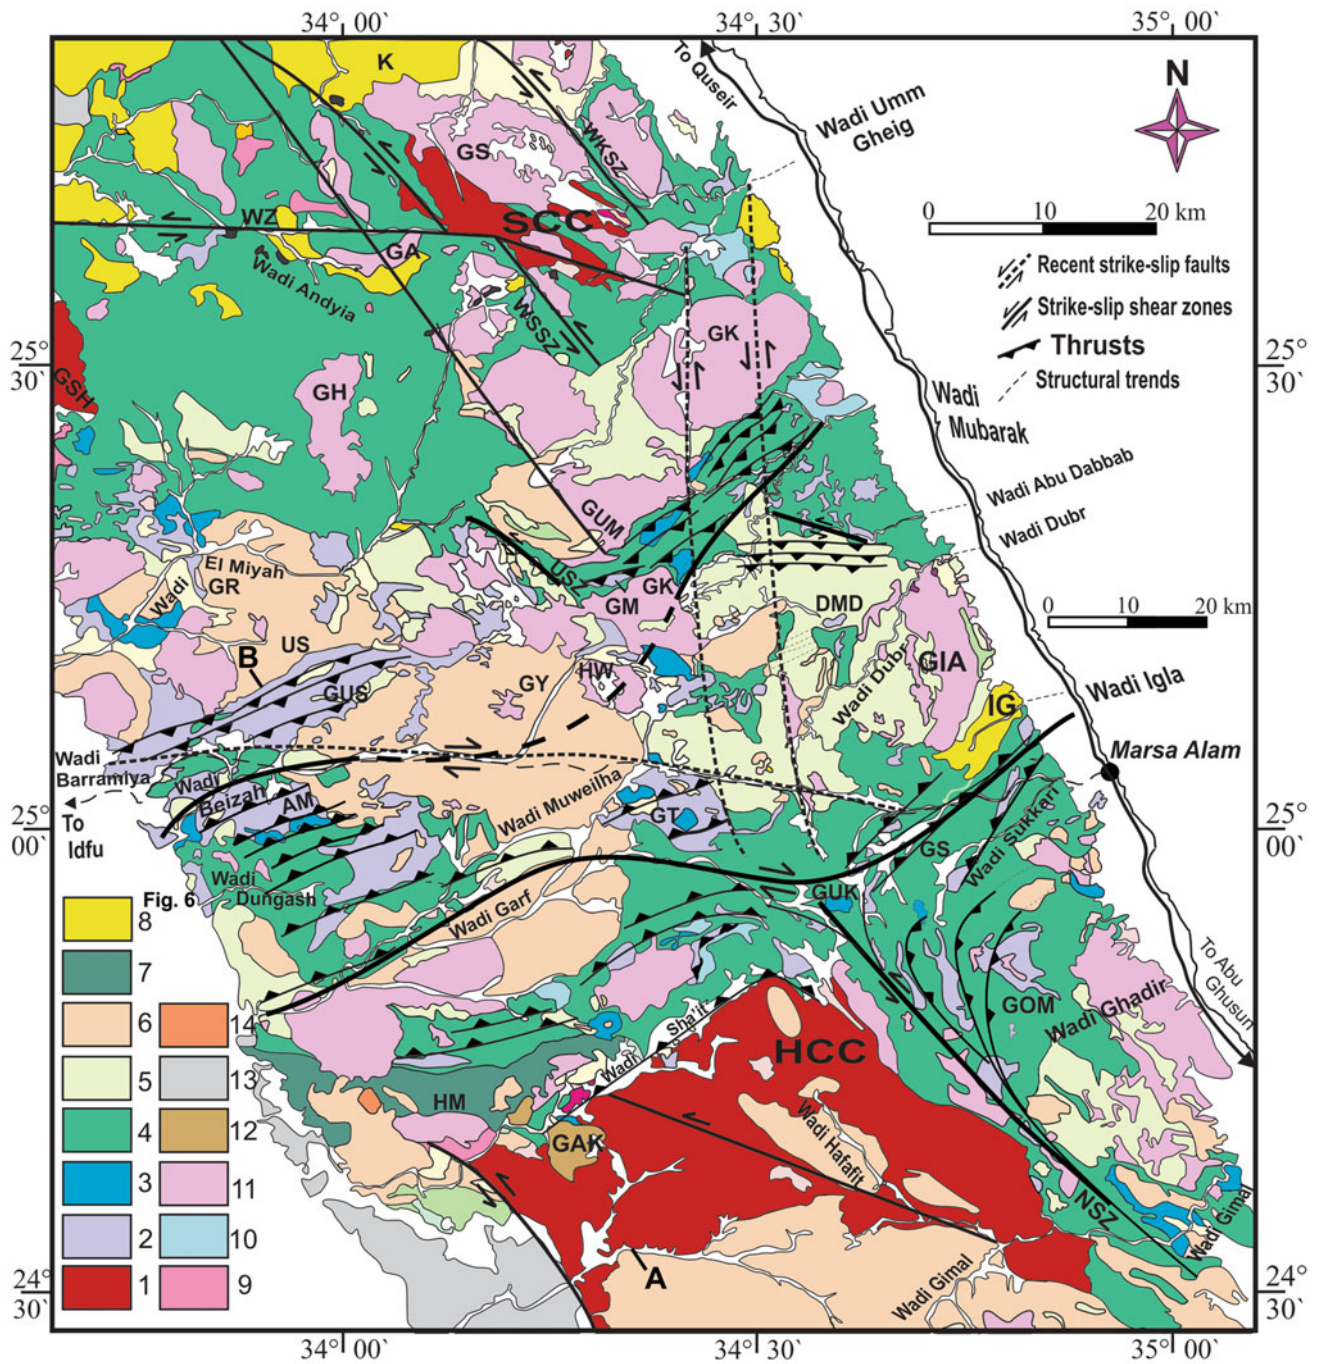 34° 00`
34° 30`
35° 00`
K
To Quseir
N
Wadi Umm
Gheig
WKSZ
GS
SCC
0 10 20 km
WZ
GA
Wadi Andyia
Recent strike-slip faults
Strike-slip shear zones
Thrusts
Structural trends
WSSZ
GK
25°
30`
25°
30`
GSH
GH
Wadi
Mubarak
Wadi Abu Dabbab
GUM
Wadi Dubr
El Miyah
Wadi
GR
USZ
GK
GM
DMD
0 10 20 km
US
B
GUS
GY
HW
Wadi Dubr
GIA
Wadi Igla
IG
Marsa Alam
Wadi
Barramiya
Wadi
Beizah
AM
To
Idfu
Wadi Muweilha
GT
25°
00`
25°
00`
GS
Wadi Sukkari
GUK
Wadi
Dungash
Fig. 6
Wadi Garf
To Abu
Ghusun
GOM
Wadi Ghadir
Wadi Sha'it
HCC
HM
GAK
Wadi Hafafit
NSZ
Wadi Gimal
Wadi Gimal
A
8
7
6 14
5 13
4 12
3 11
2 10
1 9
24°
30`
24°
30`
34° 00`
34° 30`
35° 00`